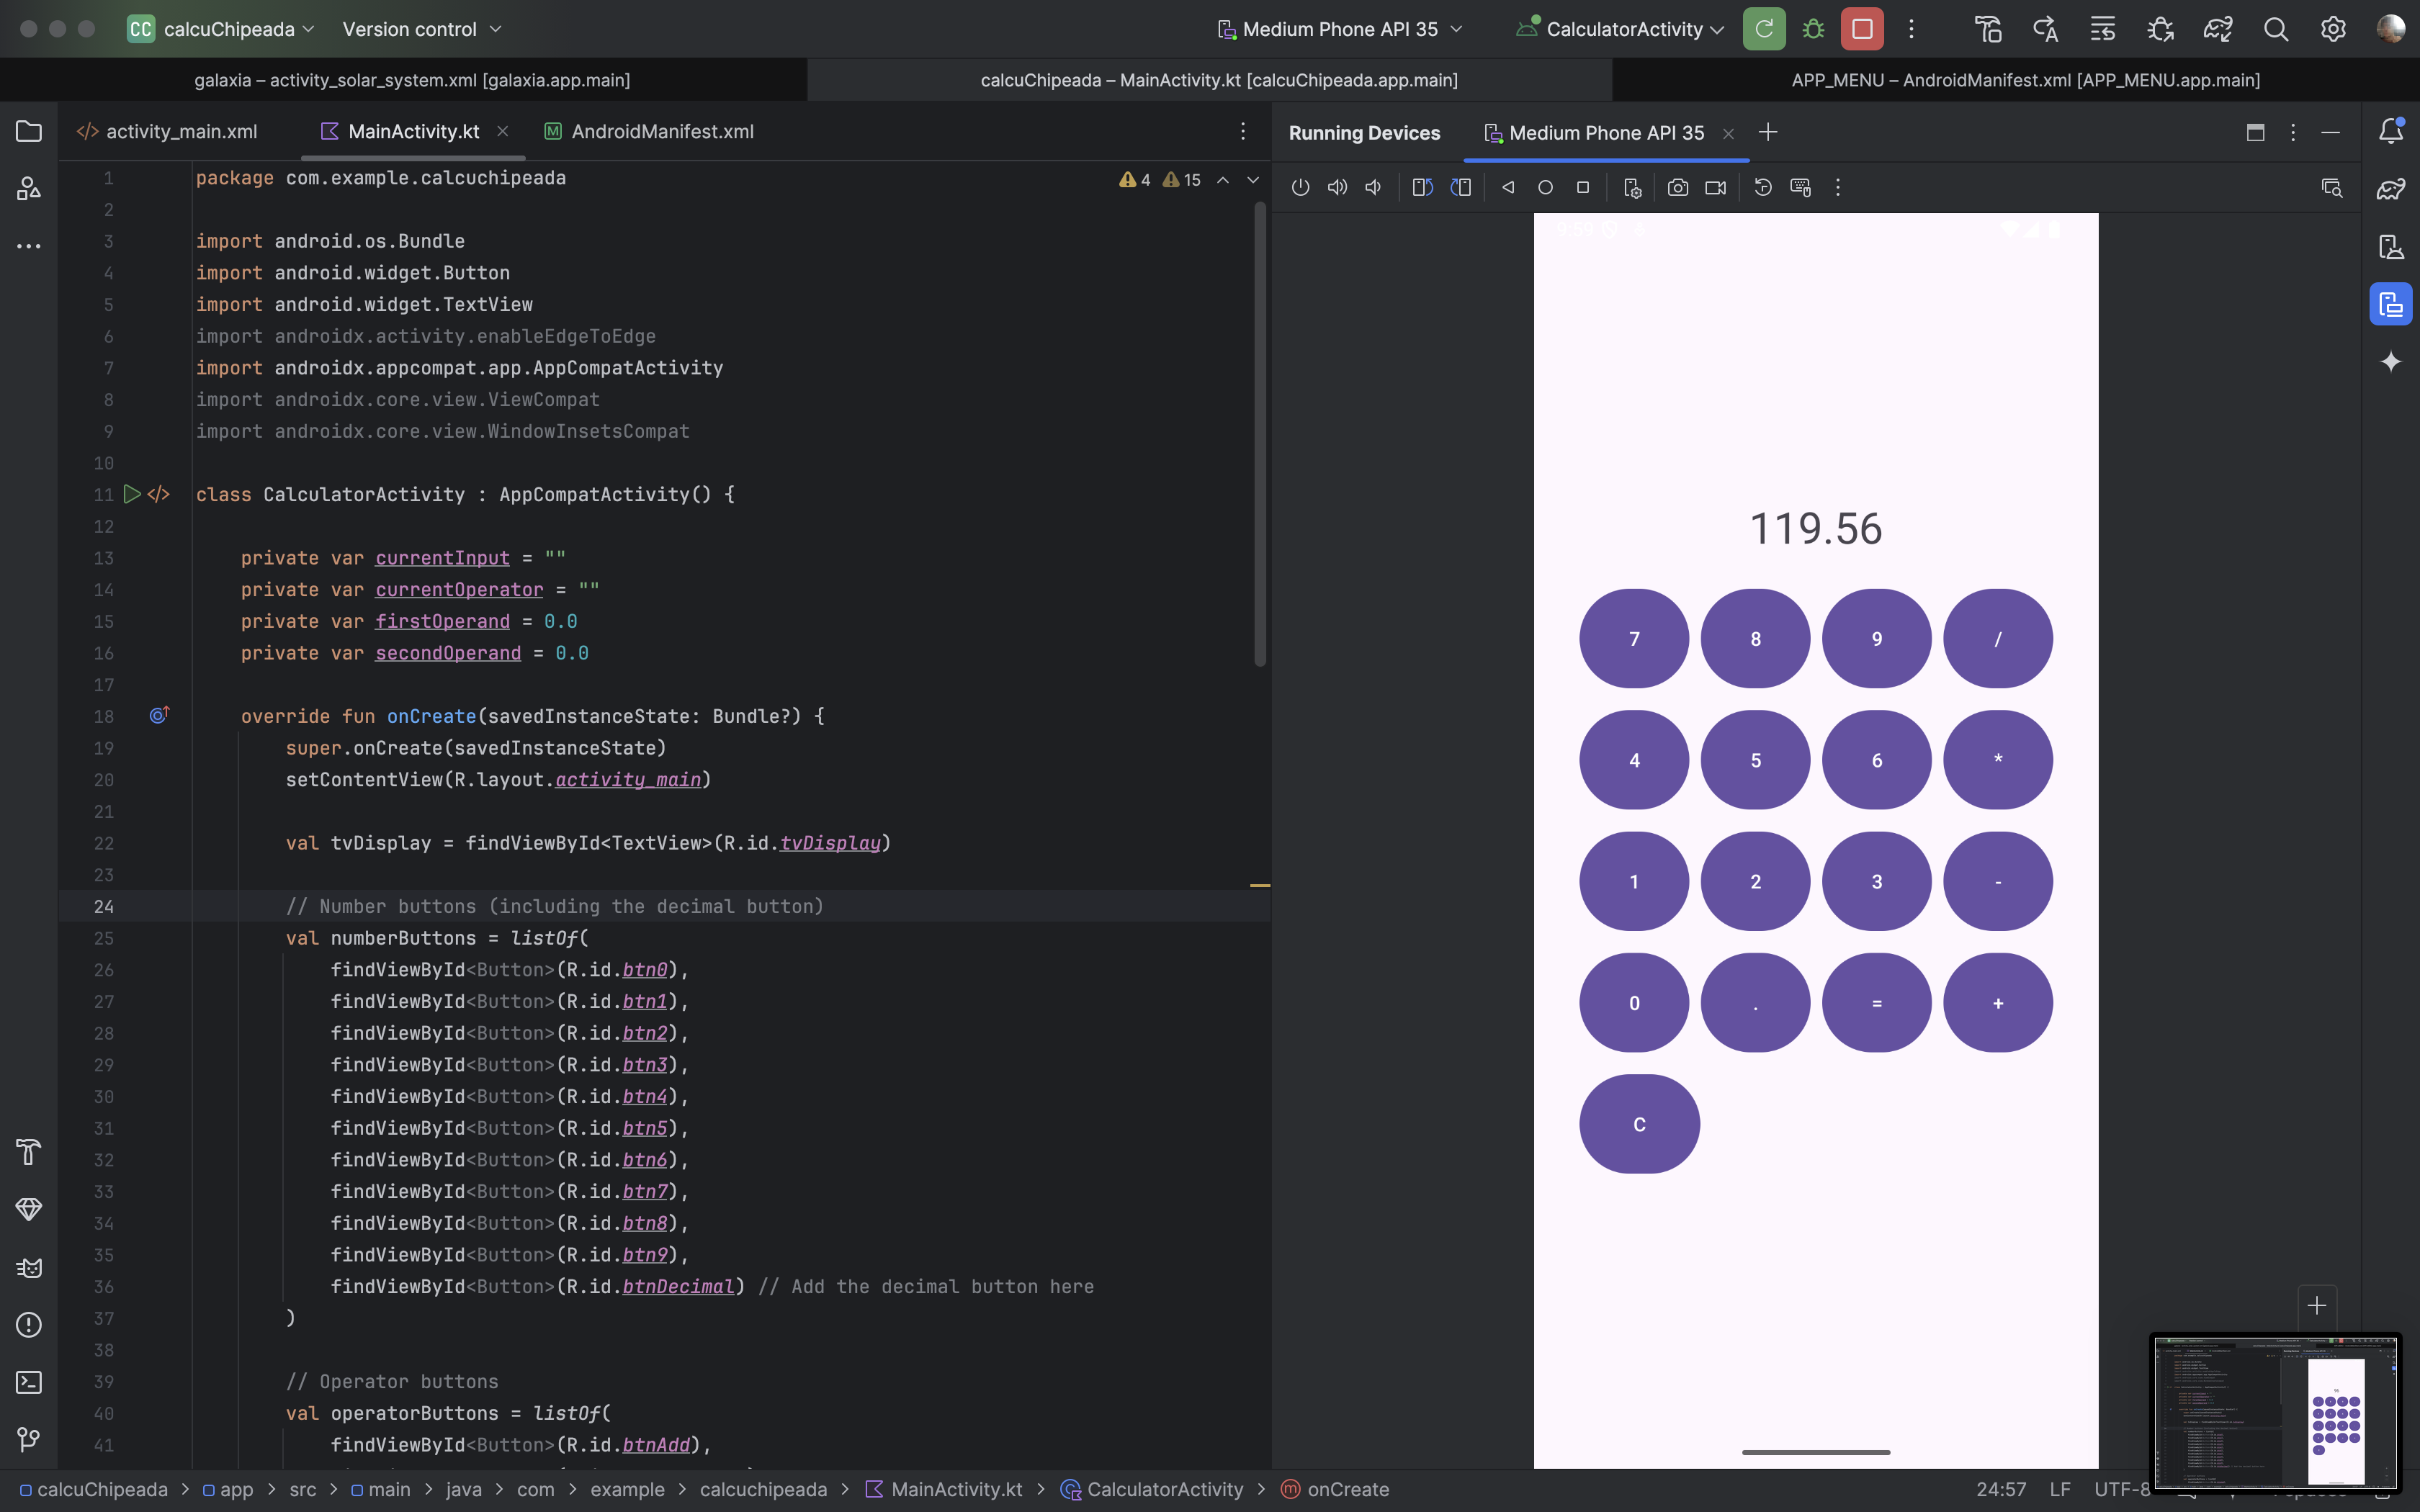 CC calcuChipeada Version control Medium Phone API 35 CalculatorActivity
galaxia – activity_solar_system.xml [galaxia.app.main] calcuChipeada – MainActivity.kt [calcuChipeada.app.main] APP_MENU – AndroidManifest.xml [APP_MENU.app.main]
activity_main.xml MainActivity.kt AndroidManifest.xml
Running Devices Medium Phone API 35
4 15
1 package com.example.calcuchipeada
2
3 import android.os.Bundle
4 import android.widget.Button
5 import android.widget.TextView
6 import androidx.activity.enableEdgeToEdge
7 import androidx.appcompat.app.AppCompatActivity
8 import androidx.core.view.ViewCompat
9 import androidx.core.view.WindowInsetsCompat
10
11 class CalculatorActivity : AppCompatActivity() {
12
13 private var currentInput = ""
14 private var currentOperator = ""
15 private var firstOperand = 0.0
16 private var secondOperand = 0.0
17
18 override fun onCreate(savedInstanceState: Bundle?) {
19 super.onCreate(savedInstanceState)
20 setContentView(R.layout.activity_main)
21
22 val tvDisplay = findViewById<TextView>(R.id.tvDisplay)
23
24 // Number buttons (including the decimal button)
25 val numberButtons = listOf(
26 findViewById<Button>(R.id.btn0),
27 findViewById<Button>(R.id.btn1),
28 findViewById<Button>(R.id.btn2),
29 findViewById<Button>(R.id.btn3),
30 findViewById<Button>(R.id.btn4),
31 findViewById<Button>(R.id.btn5),
32 findViewById<Button>(R.id.btn6),
33 findViewById<Button>(R.id.btn7),
34 findViewById<Button>(R.id.btn8),
35 findViewById<Button>(R.id.btn9),
36 findViewById<Button>(R.id.btnDecimal) // Add the decimal button here
37 )
38
39 // Operator buttons
40 val operatorButtons = listOf(
41 findViewById<Button>(R.id.btnAdd),
119.56
7 8 9 /
4 5 6 *
1 2 3 -
0 . = +
C
calcuChipeada > app > src > main > java > com > example > calcuchipeada > MainActivity.kt > CalculatorActivity > onCreate
24:57 LF UTF-8